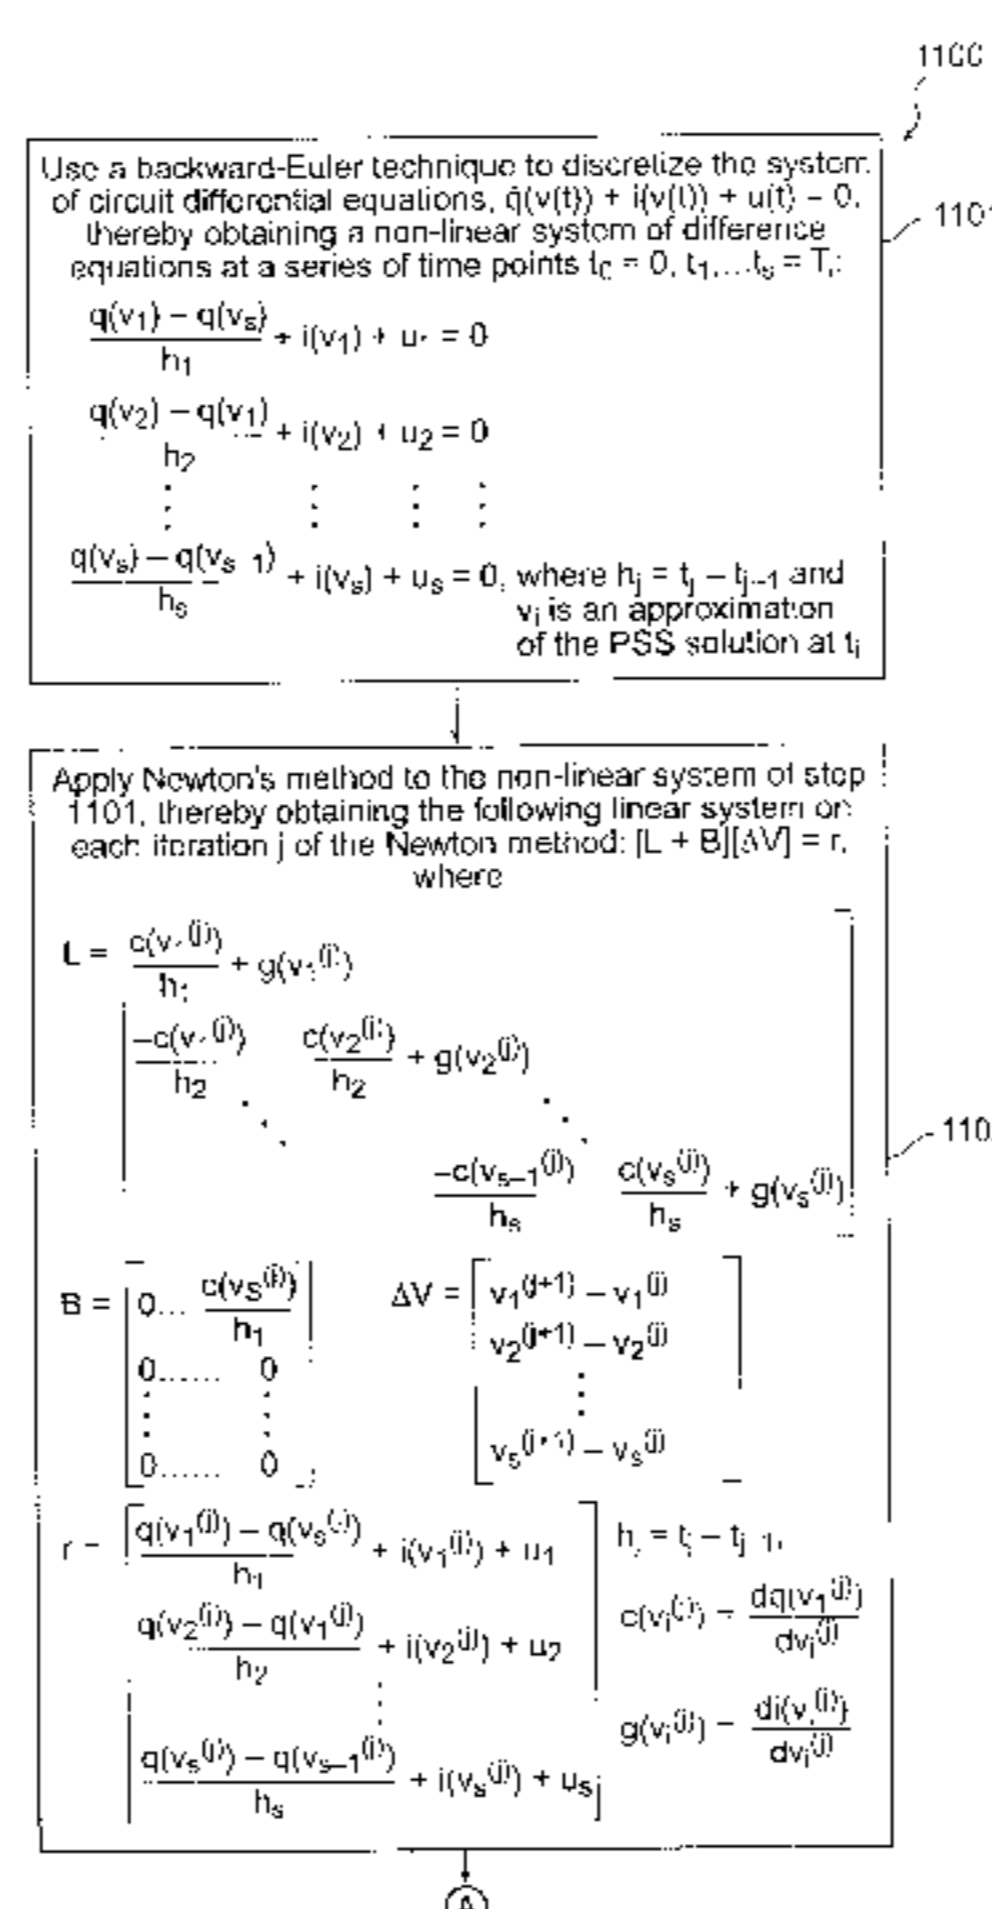 1100
Use a backward-Euler technique to discretize the system
of circuit differential equations, q̇(v(t)) + i(v(t)) + u(t) = 0,
1101
thereby obtaining a non-linear system of difference
equations at a series of time points t₀ = 0, t₁,...tₛ = T,:
(q(v₁) – q(vₛ))/h₁ + i(v₁) + u₁ = 0
(q(v₂) – q(v₁))/h₂ + i(v₂) + u₂ = 0
(q(vₛ) – q(vₛ₋₁))/hₛ + i(vₛ) + uₛ = 0, where hⱼ = tⱼ – tⱼ₋₁ and
vᵢ is an approximation
of the PSS solution at tᵢ
Apply Newton's method to the non-linear system of step
1101, thereby obtaining the following linear system on
each iteration j of the Newton method: [L + B][ΔV] = r,
where
L = c(v₁⁽ʲ⁾)/h₁ + g(v₁⁽ʲ⁾)
–c(v₁⁽ʲ⁾)/h₂ c(v₂⁽ʲ⁾)/h₂ + g(v₂⁽ʲ⁾)
110
–c(vₛ₋₁⁽ʲ⁾)/hₛ c(vₛ⁽ʲ⁾)/hₛ + g(vₛ⁽ʲ⁾)
B = 0... c(vₛ⁽ʲ⁾)/h₁ ΔV = v₁⁽ʲ⁺¹⁾ – v₁⁽ʲ⁾
v₂⁽ʲ⁺¹⁾ – v₂⁽ʲ⁾
0...... 0
0...... 0 vₛ⁽ʲ⁺¹⁾ – vₛ⁽ʲ⁾
r = (q(v₁⁽ʲ⁾) – q(vₛ⁽ʲ⁾))/h₁ + i(v₁⁽ʲ⁾) + u₁ hⱼ = tⱼ – tⱼ₋₁,
(q(v₂⁽ʲ⁾) – q(v₁⁽ʲ⁾))/h₂ + i(v₂⁽ʲ⁾) + u₂ c(vᵢ⁽ʲ⁾) = dq(v₁⁽ʲ⁾)/dvᵢ⁽ʲ⁾
(q(vₛ⁽ʲ⁾) – q(vₛ₋₁⁽ʲ⁾))/hₛ + i(vₛ⁽ʲ⁾) + uₛ g(vᵢ⁽ʲ⁾) = di(vᵢ⁽ʲ⁾)/dvᵢ⁽ʲ⁾
A